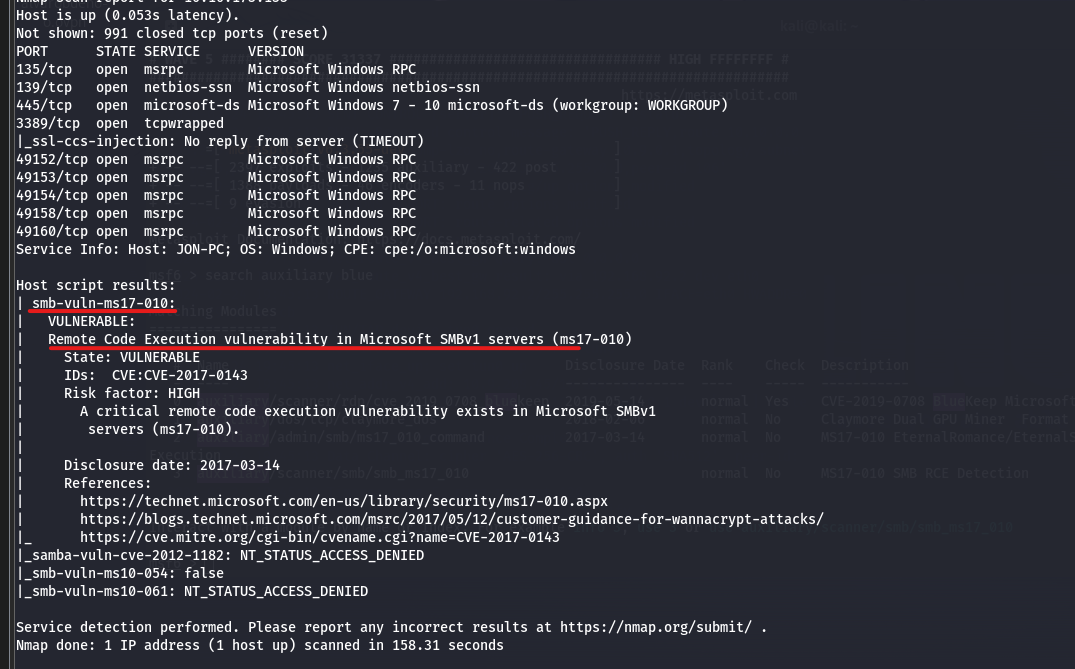 Host is up (0.053s latency).
Not shown: 991 closed tcp ports (reset)
PORT      STATE SERVICE      VERSION
135/tcp   open  msrpc        Microsoft Windows RPC
139/tcp   open  netbios-ssn  Microsoft Windows netbios-ssn
445/tcp   open  microsoft-ds Microsoft Windows 7 - 10 microsoft-ds (workgroup: WORKGROUP)
3389/tcp  open  tcpwrapped
|_ssl-ccs-injection: No reply from server (TIMEOUT)
49152/tcp open  msrpc        Microsoft Windows RPC
49153/tcp open  msrpc        Microsoft Windows RPC
49154/tcp open  msrpc        Microsoft Windows RPC
49158/tcp open  msrpc        Microsoft Windows RPC
49160/tcp open  msrpc        Microsoft Windows RPC
Service Info: Host: JON-PC; OS: Windows; CPE: cpe:/o:microsoft:windows
Host script results:
| smb-vuln-ms17-010:
|   VULNERABLE:
|   Remote Code Execution vulnerability in Microsoft SMBv1 servers (ms17-010)
|     State: VULNERABLE
|     IDs:  CVE:CVE-2017-0143
|     Risk factor: HIGH
|       A critical remote code execution vulnerability exists in Microsoft SMBv1
|        servers (ms17-010).
|
|     Disclosure date: 2017-03-14
|     References:
|       https://technet.microsoft.com/en-us/library/security/ms17-010.aspx
|       https://blogs.technet.microsoft.com/msrc/2017/05/12/customer-guidance-for-wannacrypt-attacks/
|_      https://cve.mitre.org/cgi-bin/cvename.cgi?name=CVE-2017-0143
|_samba-vuln-cve-2012-1182: NT_STATUS_ACCESS_DENIED
|_smb-vuln-ms10-054: false
|_smb-vuln-ms10-061: NT_STATUS_ACCESS_DENIED
Service detection performed. Please report any incorrect results at https://nmap.org/submit/ .
Nmap done: 1 IP address (1 host up) scanned in 158.31 seconds